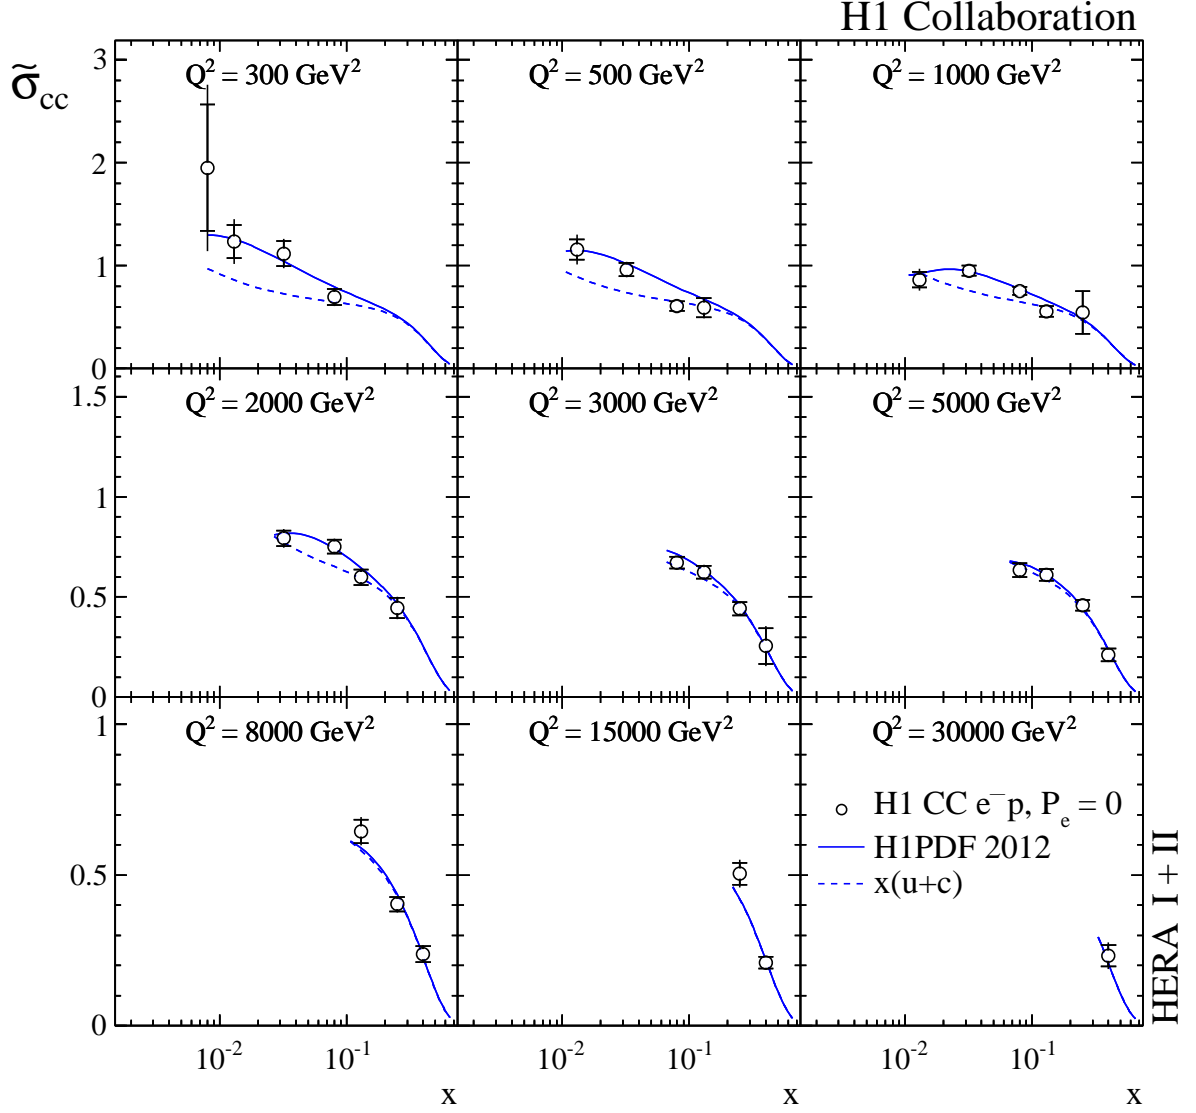 H1 Collaboration
σ̃cc
Q² = 300 GeV²
Q² = 500 GeV²
Q² = 1000 GeV²
3
2
1
0
Q² = 2000 GeV²
Q² = 3000 GeV²
Q² = 5000 GeV²
1.5
1
0.5
0
Q² = 8000 GeV²
Q² = 15000 GeV²
Q² = 30000 GeV²
1
0.5
0
H1 CC e⁻p, Pₑ = 0
H1PDF 2012
x(u+c)
HERA I + II
10⁻² 10⁻¹ 10⁻² 10⁻¹ 10⁻² 10⁻¹
x x x